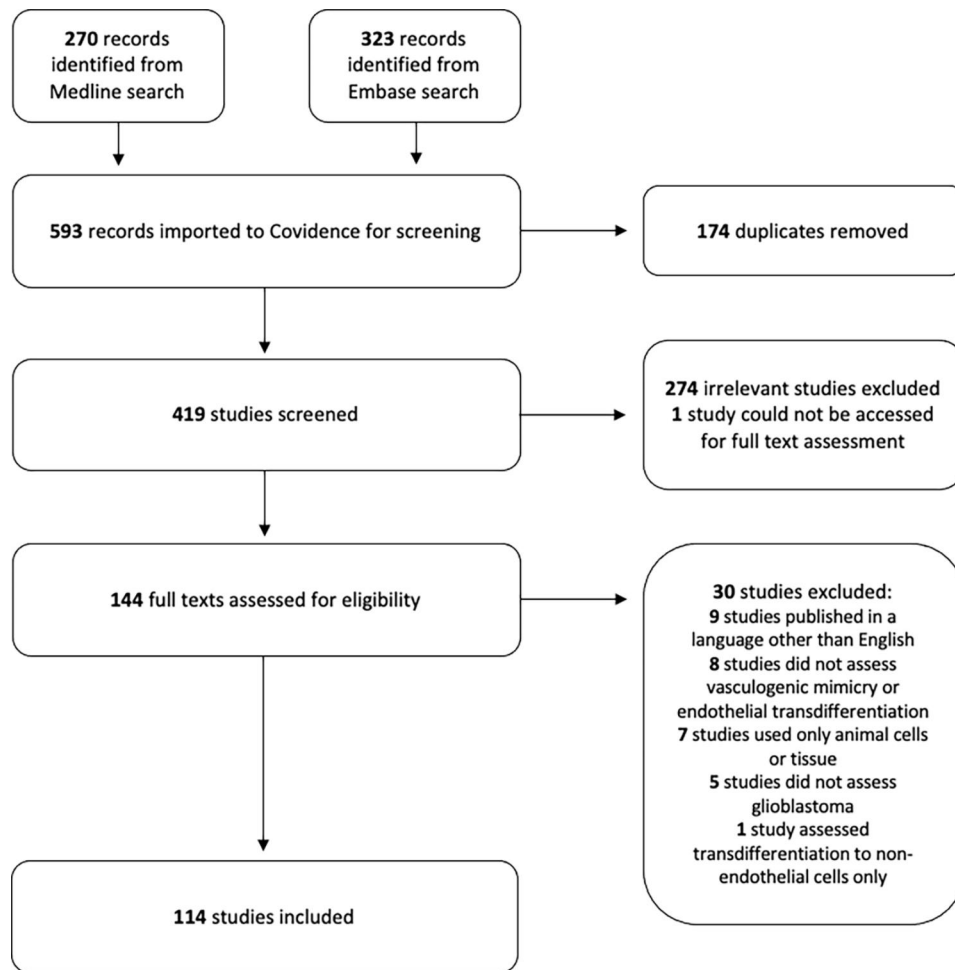 270 records
identified from
Medline search
323 records
identified from
Embase search
593 records imported to Covidence for screening
174 duplicates removed
419 studies screened
274 irrelevant studies excluded
1 study could not be accessed
for full text assessment
144 full texts assessed for eligibility
30 studies excluded:
9 studies published in a
language other than English
8 studies did not assess
vasculogenic mimicry or
endothelial transdifferentiation
7 studies used only animal cells
or tissue
5 studies did not assess
glioblastoma
1 study assessed
transdifferentiation to non-
endothelial cells only
114 studies included